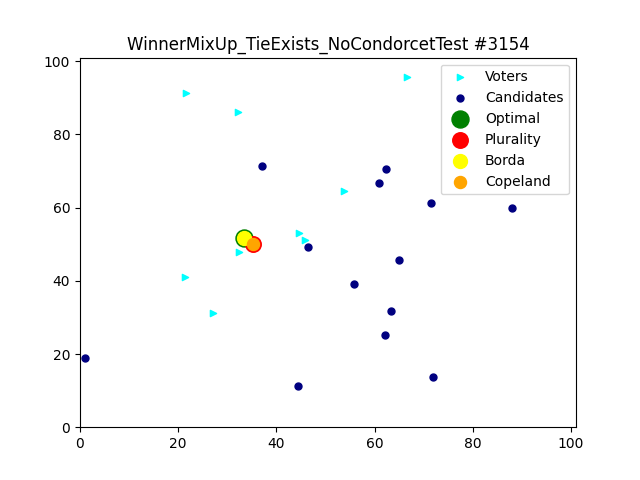 WinnerMixUp_TieExists_NoCondorcetTest #3154
100
80
60
40
20
0
0 20 40 60 80 100
Voters
Candidates
Optimal
Plurality
Borda
Copeland